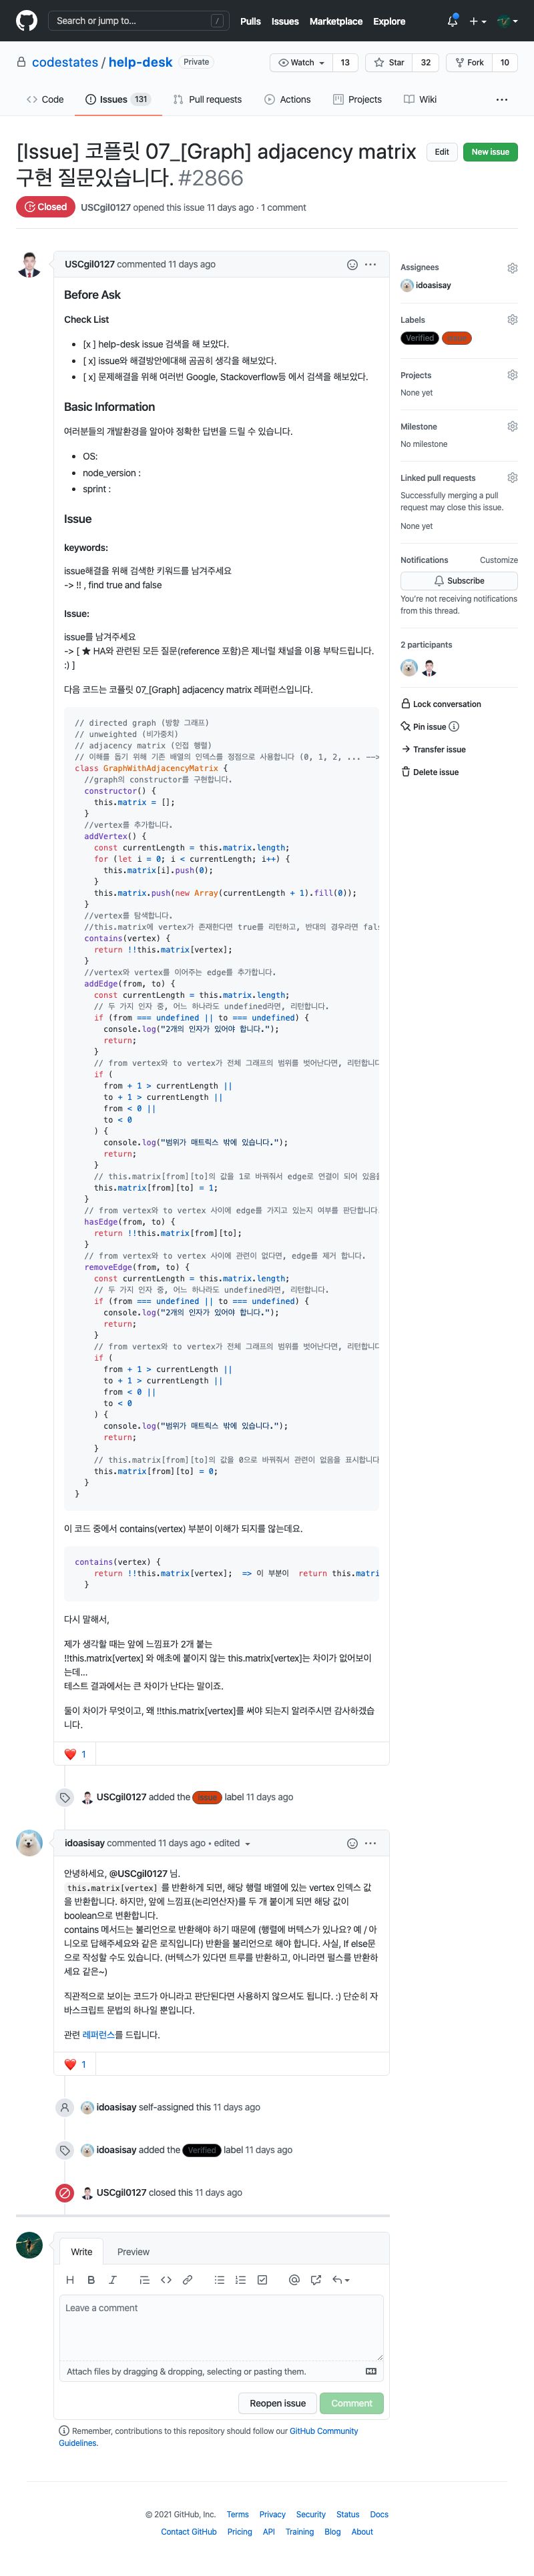 Search or jump to... /
Pulls Issues Marketplace Explore
codestates / help-desk Private
Watch 13 Star 32 Fork 10
Code Issues 131 Pull requests Actions Projects Wiki
[Issue] 코플릿 07_[Graph] adjacency matrix
구현 질문있습니다. #2866
Edit New issue
Closed USCgil0127 opened this issue 11 days ago · 1 comment
USCgil0127 commented 11 days ago
Before Ask
Check List
[x ] help-desk issue 검색을 해 보았다.
[ x] issue와 해결방안에대해 곰곰히 생각을 해보았다.
[ x] 문제해결을 위해 여러번 Google, Stackoverflow등 에서 검색을 해보았다.
Basic Information
여러분들의 개발환경을 알아야 정확한 답변을 드릴 수 있습니다.
OS:
node_version :
sprint :
Issue
keywords:
issue해결을 위해 검색한 키워드를 남겨주세요
-> !! , find true and false
Issue:
issue를 남겨주세요
-> [ ★ HA와 관련된 모든 질문(reference 포함)은 제너럴 채널을 이용 부탁드립니다.
:) ]
다음 코드는 코플릿 07_[Graph] adjacency matrix 레퍼런스입니다.
// directed graph (방향 그래프)
// unweighted (비가중치)
// adjacency matrix (인접 행렬)
// 이해를 돕기 위해 기존 배열의 인덱스를 정점으로 사용합니다 (0, 1, 2, ... -->
class GraphWithAdjacencyMatrix {
//graph의 constructor를 구현합니다.
constructor() {
this.matrix = [];
}
//vertex를 추가합니다.
addVertex() {
const currentLength = this.matrix.length;
for (let i = 0; i < currentLength; i++) {
this.matrix[i].push(0);
}
this.matrix.push(new Array(currentLength + 1).fill(0));
}
//vertex를 탐색합니다.
//this.matrix에 vertex가 존재한다면 true를 리턴하고, 반대의 경우라면 fals
contains(vertex) {
return !!this.matrix[vertex];
}
//vertex와 vertex를 이어주는 edge를 추가합니다.
addEdge(from, to) {
const currentLength = this.matrix.length;
// 두 가지 인자 중, 어느 하나라도 undefined라면, 리턴합니다.
if (from === undefined || to === undefined) {
console.log("2개의 인자가 있어야 합니다.");
return;
}
// from vertex와 to vertex가 전체 그래프의 범위를 벗어난다면, 리턴합니다
if (
from + 1 > currentLength ||
to + 1 > currentLength ||
from < 0 ||
to < 0
) {
console.log("범위가 매트릭스 밖에 있습니다.");
return;
}
// this.matrix[from][to]의 값을 1로 바꿔줘서 edge로 연결이 되어 있음을
this.matrix[from][to] = 1;
}
// from vertex와 to vertex 사이에 edge를 가지고 있는지 여부를 판단합니다.
hasEdge(from, to) {
return !!this.matrix[from][to];
}
// from vertex와 to vertex 사이에 관련이 없다면, edge를 제거 합니다.
removeEdge(from, to) {
const currentLength = this.matrix.length;
// 두 가지 인자 중, 어느 하나라도 undefined라면, 리턴합니다.
if (from === undefined || to === undefined) {
console.log("2개의 인자가 있어야 합니다.");
return;
}
// from vertex와 to vertex가 전체 그래프의 범위를 벗어난다면, 리턴합니다
if (
from + 1 > currentLength ||
to + 1 > currentLength ||
from < 0 ||
to < 0
) {
console.log("범위가 매트릭스 밖에 있습니다.");
return;
}
// this.matrix[from][to]의 값을 0으로 바꿔줘서 관련이 없음을 표시합니다
this.matrix[from][to] = 0;
}
}
이 코드 중에서 contains(vertex) 부분이 이해가 되지를 않는데요.
contains(vertex) {
return !!this.matrix[vertex]; => 이 부분이 return this.matri
}
다시 말해서,
제가 생각할 때는 앞에 느낌표가 2개 붙는
!!this.matrix[vertex] 와 애초에 붙이지 않는 this.matrix[vertex]는 차이가 없어보이
는데...
테스트 결과에서는 큰 차이가 난다는 말이죠.
둘이 차이가 무엇이고, 왜 !!this.matrix[vertex]를 써야 되는지 알려주시면 감사하겠습
니다.
❤️ 1
USCgil0127 added the issue label 11 days ago
idoasisay commented 11 days ago • edited
안녕하세요, @USCgil0127 님.
this.matrix[vertex] 를 반환하게 되면, 해당 행렬 배열에 있는 vertex 인덱스 값
을 반환합니다. 하지만, 앞에 느낌표(논리연산자)를 두 개 붙이게 되면 해당 값이
boolean으로 변환합니다.
contains 메서드는 불리언으로 반환해야 하기 때문에 (행렬에 버텍스가 있나요? 예 / 아
니오로 답해주세요와 같은 로직입니다) 반환을 불리언으로 해야 합니다. 사실, If else문
으로 작성할 수도 있습니다. (버텍스가 있다면 트루를 반환하고, 아니라면 펄스를 반환하
세요 같은~)
직관적으로 보이는 코드가 아니라고 판단된다면 사용하지 않으셔도 됩니다. :) 단순히 자
바스크립트 문법의 하나일 뿐입니다.
관련 레퍼런스를 드립니다.
❤️ 1
idoasisay self-assigned this 11 days ago
idoasisay added the Verified label 11 days ago
USCgil0127 closed this 11 days ago
Write Preview
H B I
Leave a comment
Attach files by dragging & dropping, selecting or pasting them.
Reopen issue Comment
Remember, contributions to this repository should follow our GitHub Community
Guidelines.
Assignees
idoasisay
Labels
Verified issue
Projects
None yet
Milestone
No milestone
Linked pull requests
Successfully merging a pull
request may close this issue.
None yet
Notifications Customize
Subscribe
You're not receiving notifications
from this thread.
2 participants
Lock conversation
Pin issue
Transfer issue
Delete issue
© 2021 GitHub, Inc. Terms Privacy Security Status Docs
Contact GitHub Pricing API Training Blog About